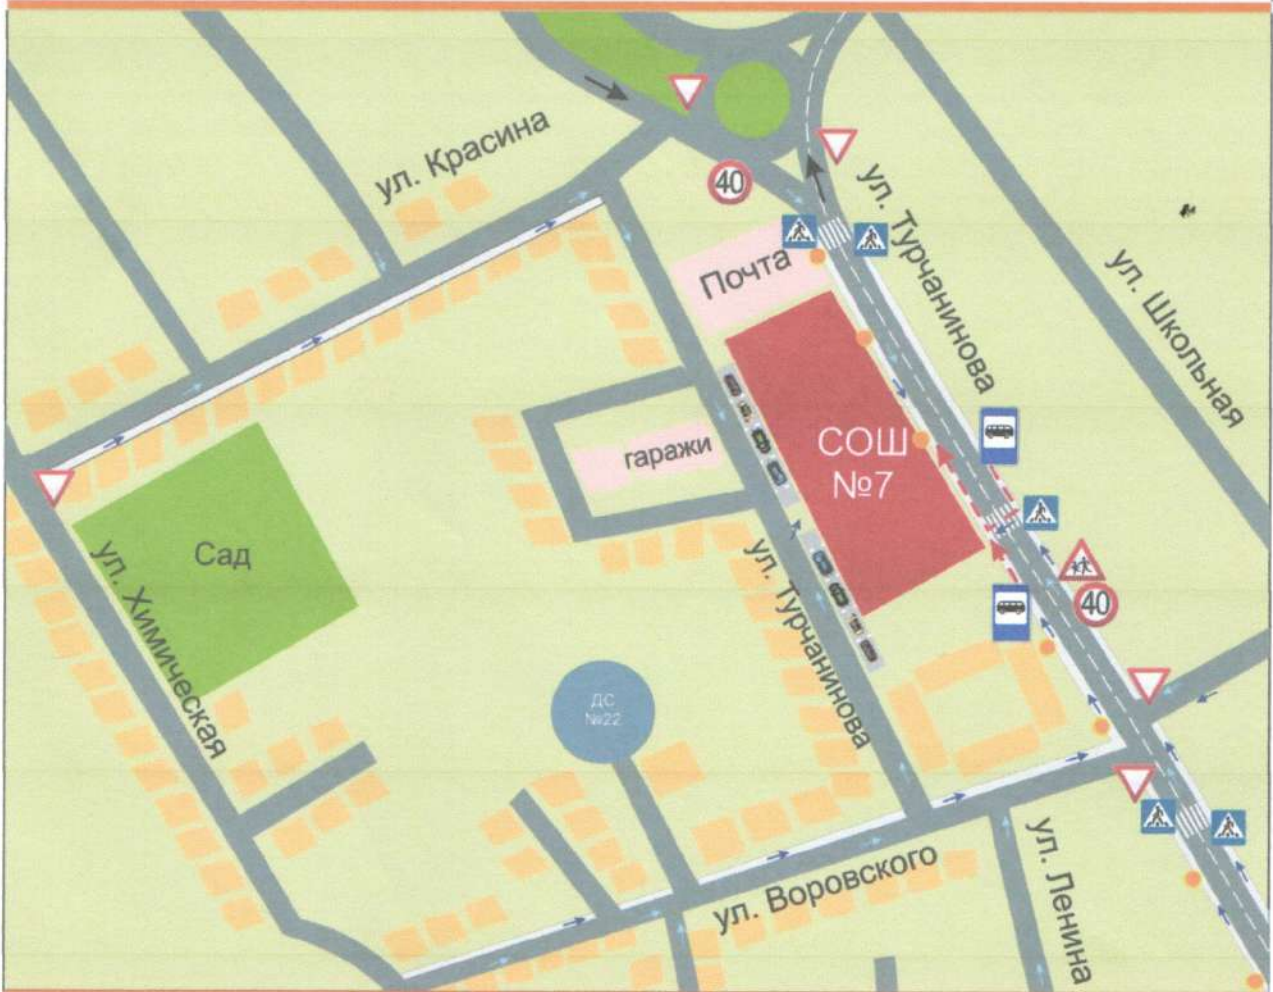 ул. Красина
40
ул. Турчанинова
ул. Школьная
Почта
СОШ
№7
гаражи
Сад
ул. Химическая
ул. Турчанинова
40
ДС
№22
ул. Воровского
ул. Ленина